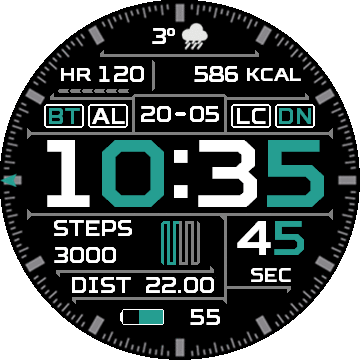 3°
HR 120 586 KCAL
BT AL 20-05 LC DN
10:35
STEPS
3000
45
SEC
DIST 22.00
55